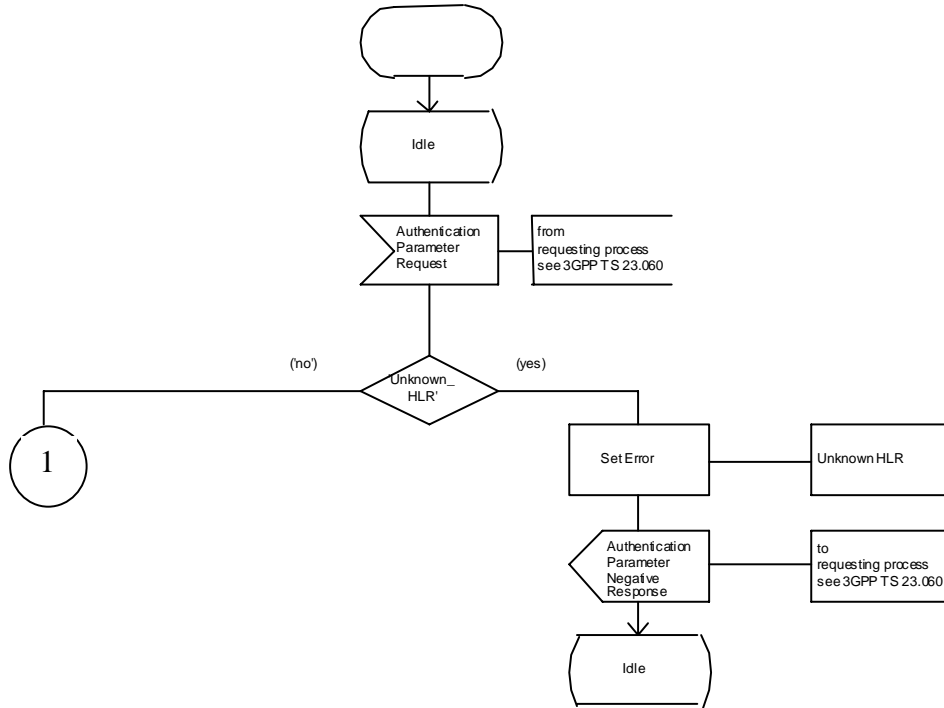 Idle
Authentication
Parameter
Request
from
requesting process
see 3GPP TS 23.060
('no')
(yes)
'Unknown_
HLR'
1
Set Error
Unknown HLR
Authentication
Parameter
Negative
Response
to
requesting process
see 3GPP TS 23.060
Idle